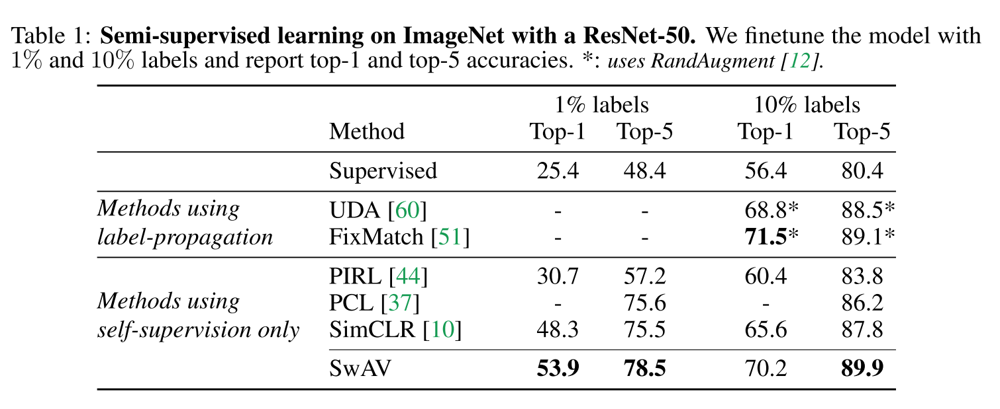 Table 1: Semi-supervised learning on ImageNet with a ResNet-50. We finetune the model with
1% and 10% labels and report top-1 and top-5 accuracies. *: uses RandAugment [12].
1% labels 10% labels
Method Top-1 Top-5 Top-1 Top-5
Supervised 25.4 48.4 56.4 80.4
Methods using UDA [60] - - 68.8* 88.5*
label-propagation FixMatch [51] - - 71.5* 89.1*
PIRL [44] 30.7 57.2 60.4 83.8
Methods using PCL [37] - 75.6 - 86.2
self-supervision only SimCLR [10] 48.3 75.5 65.6 87.8
SwAV 53.9 78.5 70.2 89.9